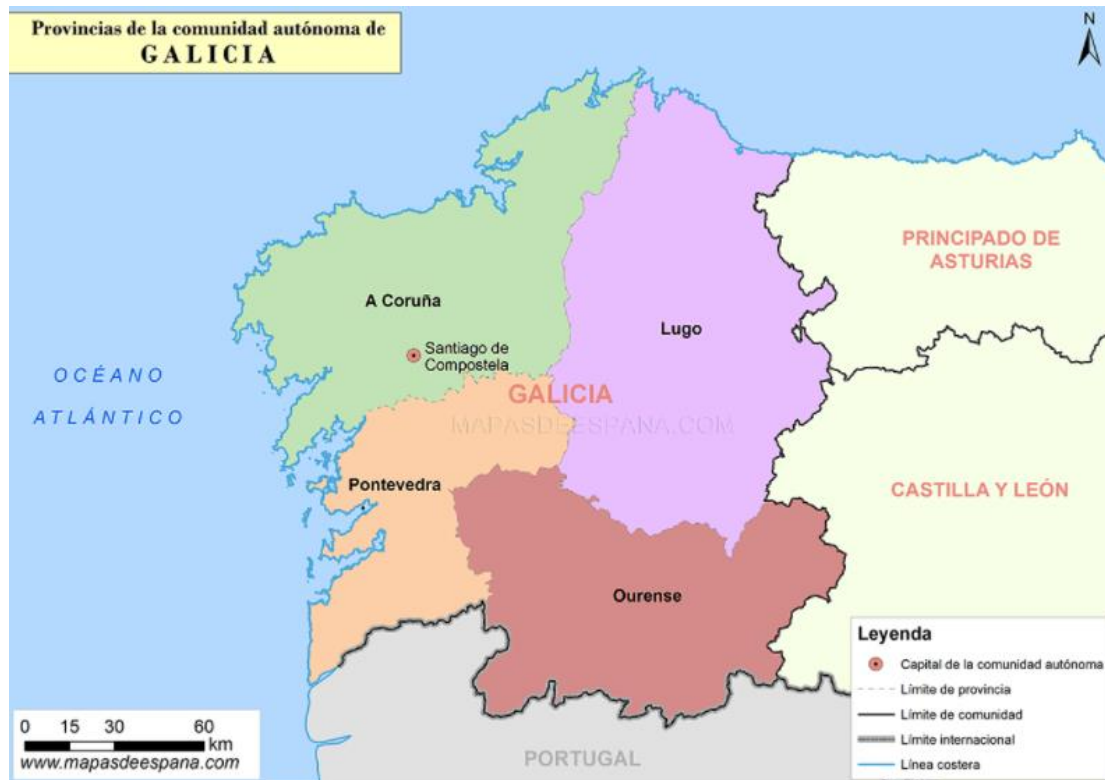 Provincias de la comunidad autónoma de
GALICIA
N
PRINCIPADO DE
ASTURIAS
A Coruña
Lugo
Santiago de
Compostela
OCÉANO
ATLÁNTICO
GALICIA
MAPASDEESPANA.COM
Pontevedra
CASTILLA Y LEÓN
Ourense
Leyenda
Capital de la comunidad autónoma
Límite de provincia
Límite de comunidad
Límite internacional
Línea costera
0 15 30 60
km
www.mapasdeespana.com
PORTUGAL